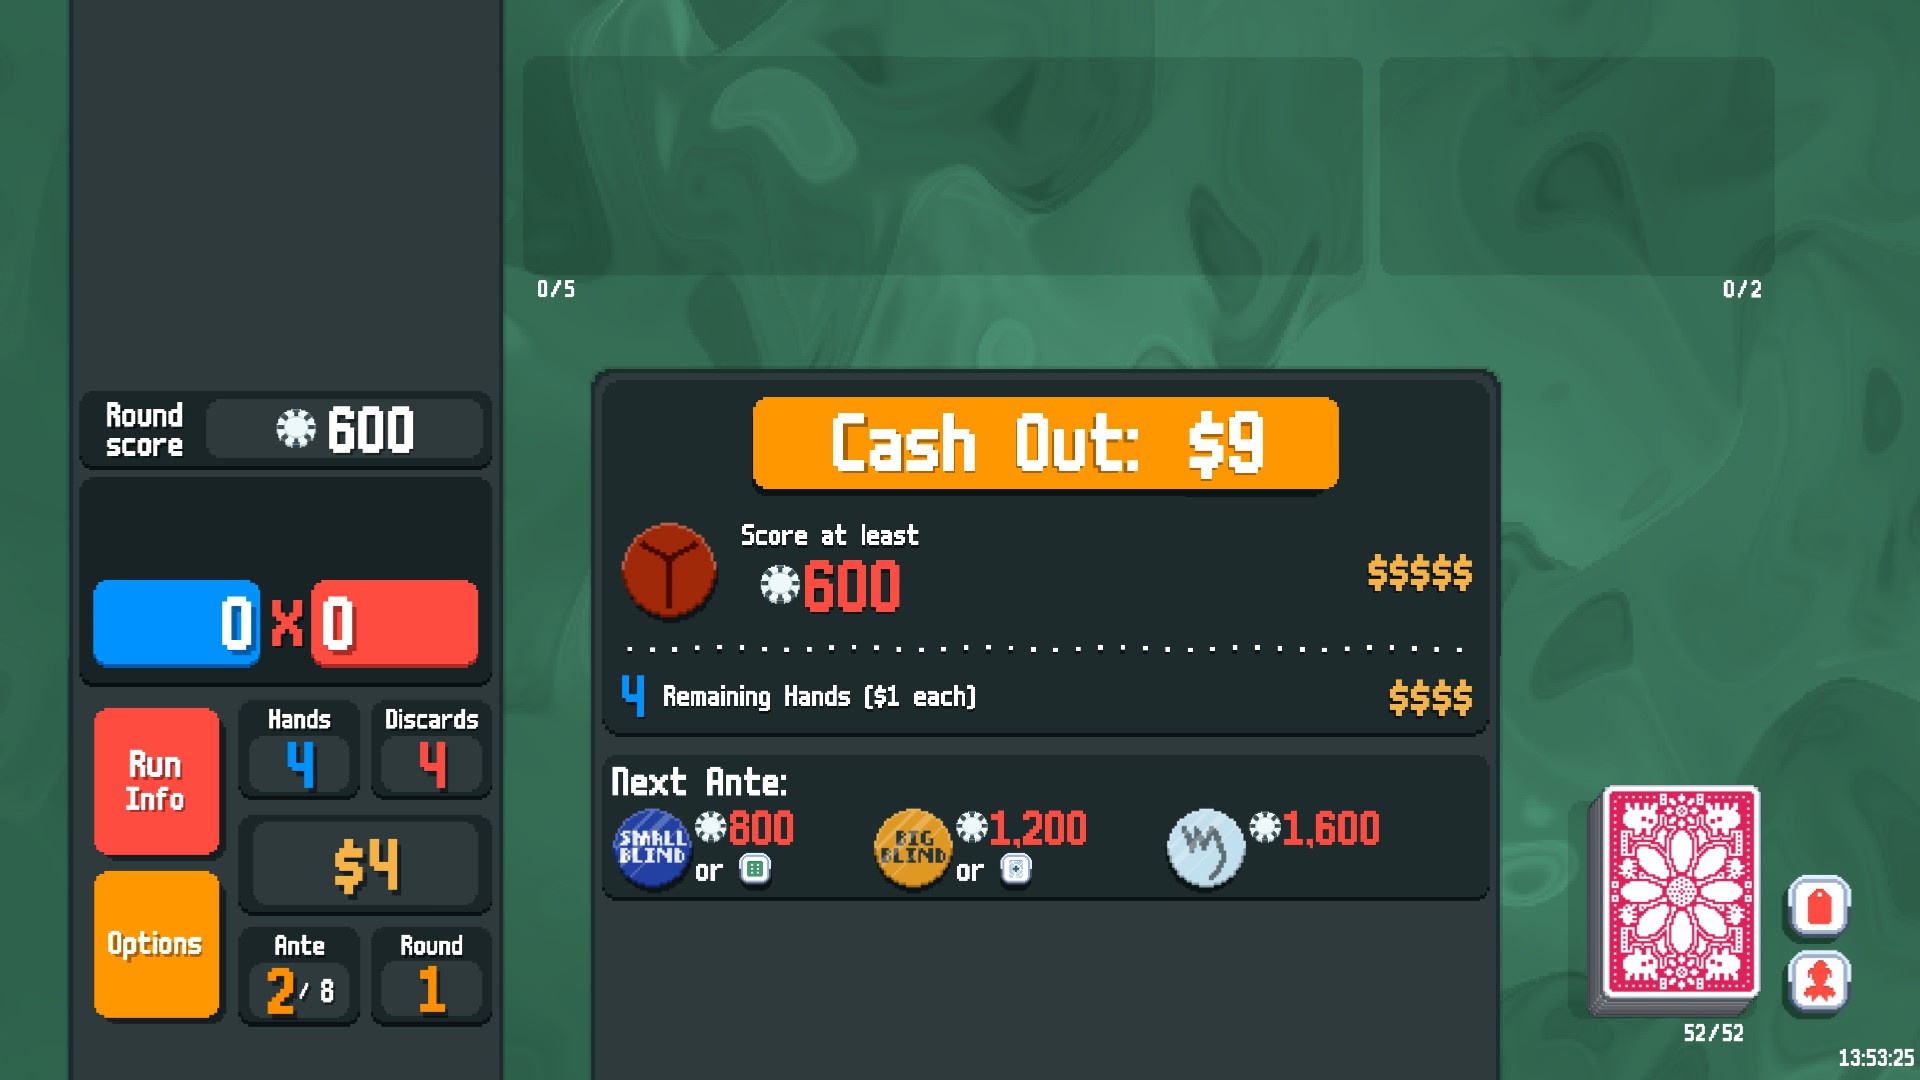 0/5
0/2
Round
score
600
Cash Out: $9
Score at least
600
$$$$$
0 X 0
4 Remaining Hands ($1 each)
$$$$
Run
Info
Hands
4
Discards
4
$4
Options
Ante
2/8
Round
1
Next Ante:
SMALL
BLIND
800
or
BIG
BLIND
1,200
or
1,600
52/52
13:53:25